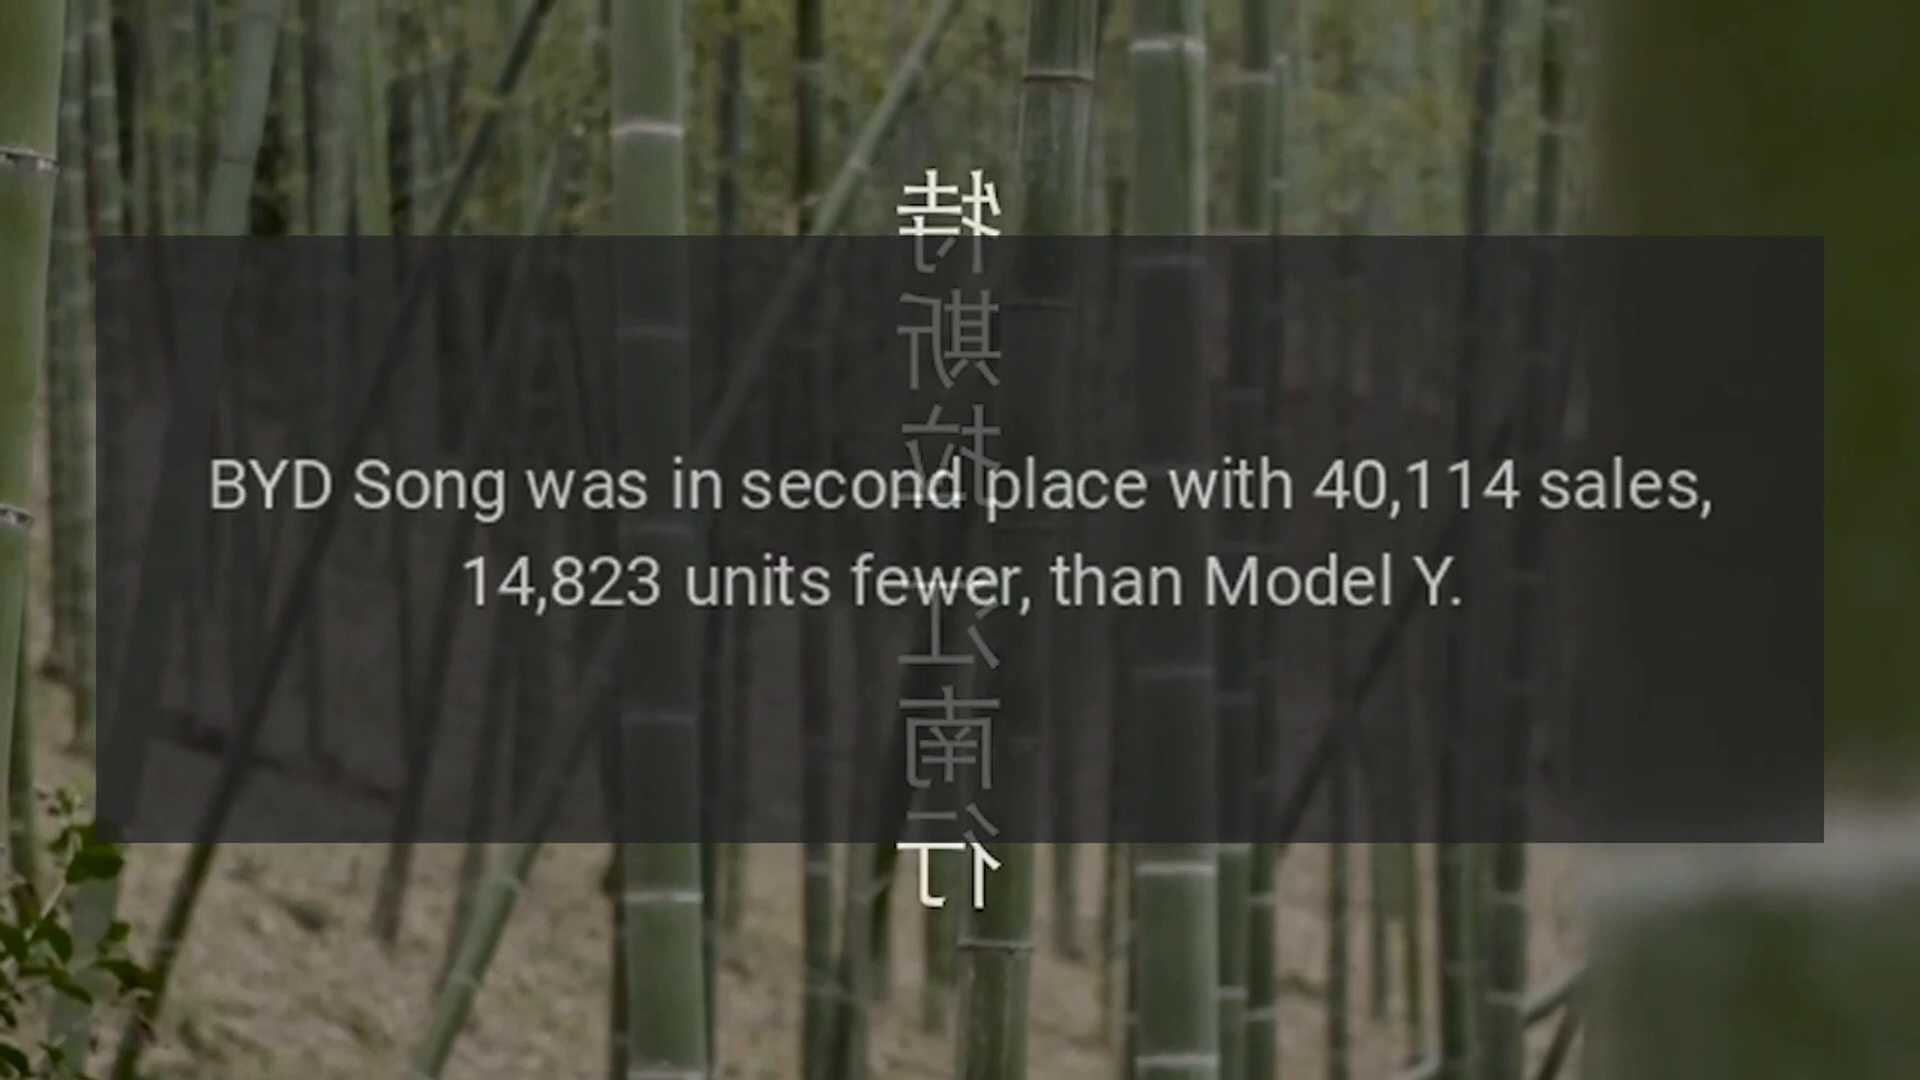 特斯拉
江南行
BYD Song was in second place with 40,114 sales,
14,823 units fewer, than Model Y.